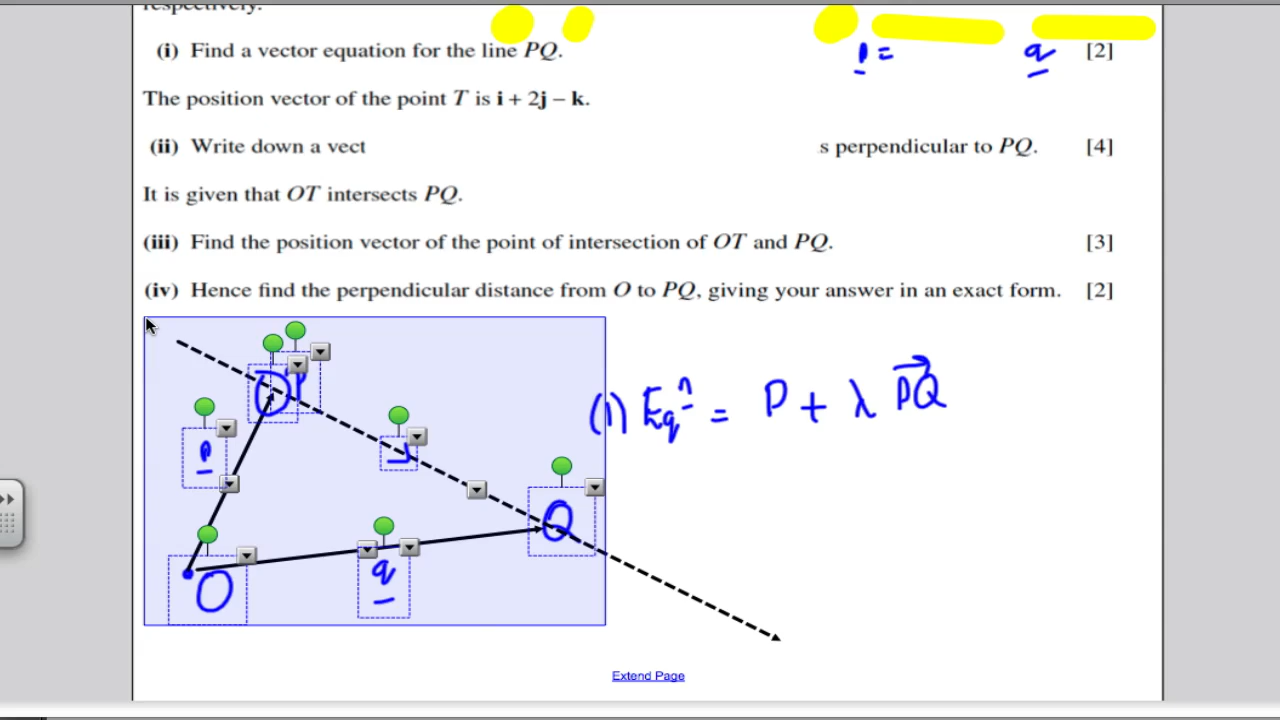 respectively.
(i) Find a vector equation for the line PQ. [2]
p = q
The position vector of the point T is i + 2j − k.
(ii) Write down a vect s perpendicular to PQ. [4]
It is given that OT intersects PQ.
(iii) Find the position vector of the point of intersection of OT and PQ. [3]
(iv) Hence find the perpendicular distance from O to PQ, giving your answer in an exact form. [2]
P
(1) Eqn = P + λ PQ
p
Q
O
q
Extend Page